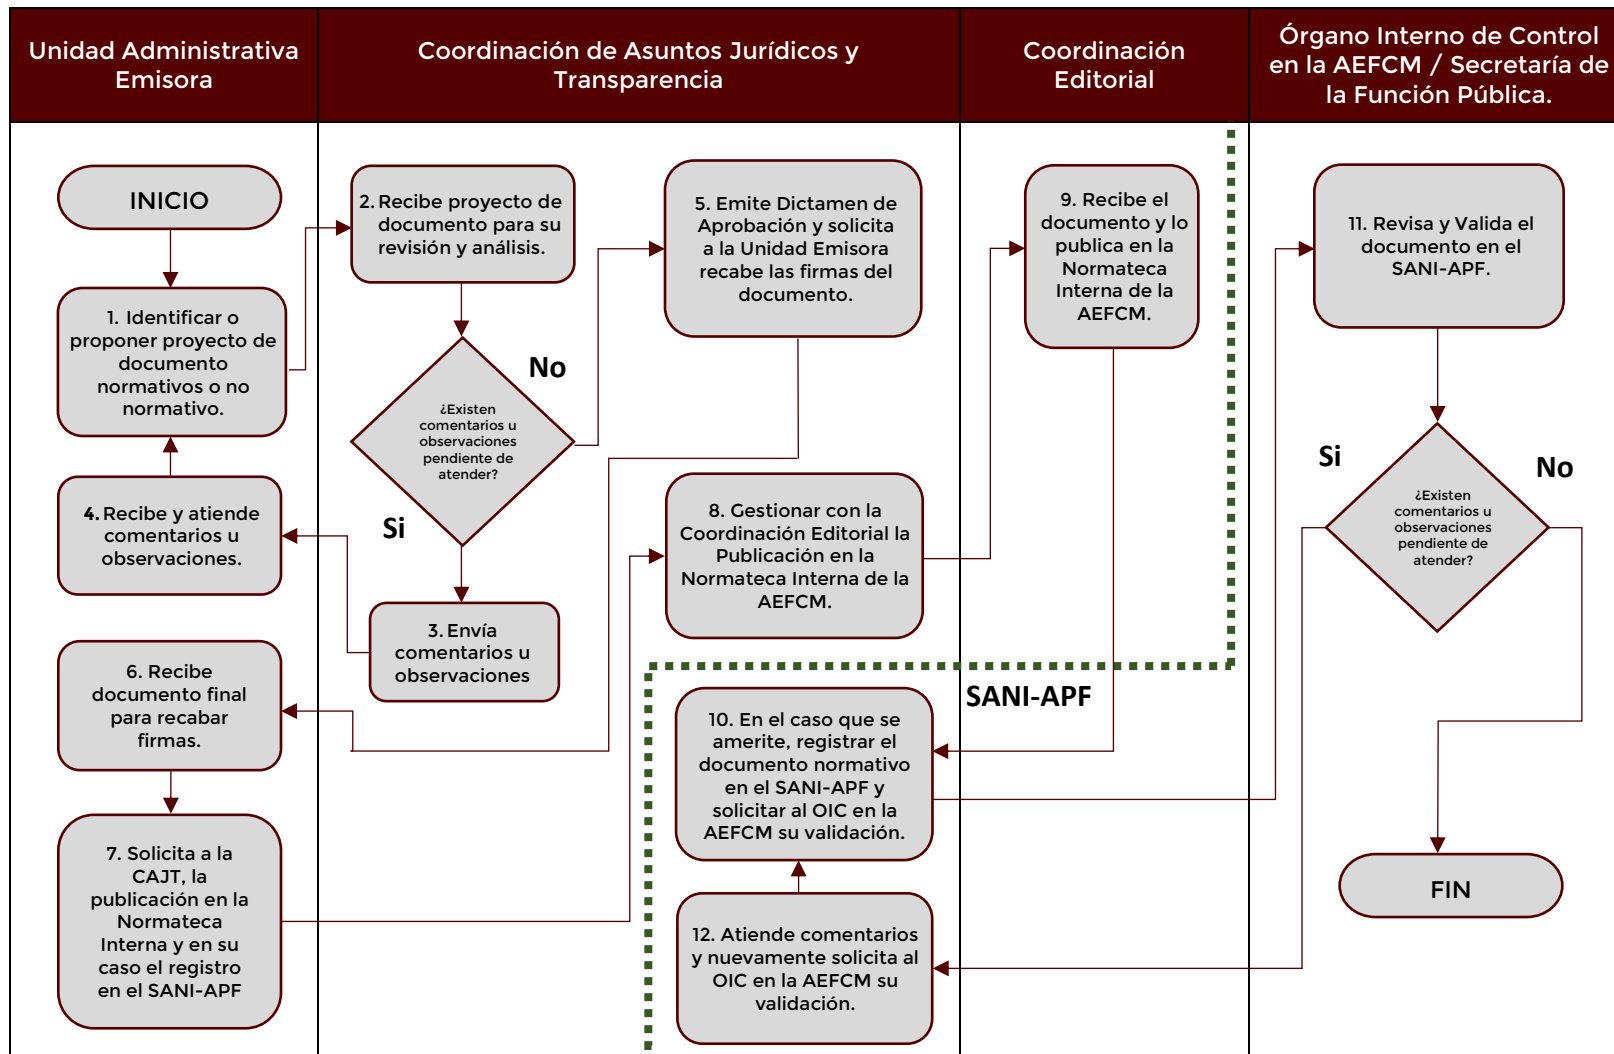 Unidad Administrativa
Emisora
Coordinación de Asuntos Jurídicos y
Transparencia
Coordinación
Editorial
Órgano Interno de Control
en la AEFCM / Secretaría de
la Función Pública.
INICIO
1. Identificar o
proponer proyecto de
documento
normativos o no
normativo.
2. Recibe proyecto de
documento para su
revisión y análisis.
¿Existen
comentarios u
observaciones
pendiente de
atender?
No
Si
3. Envía
comentarios u
observaciones
4. Recibe y atiende
comentarios u
observaciones.
5. Emite Dictamen de
Aprobación y solicita
a la Unidad Emisora
recabe las firmas del
documento.
6. Recibe
documento final
para recabar
firmas.
7. Solicita a la
CAJT, la
publicación en la
Normateca
Interna y en su
caso el registro
en el SANI-APF
8. Gestionar con la
Coordinación Editorial la
Publicación en la
Normateca Interna de la
AEFCM.
9. Recibe el
documento y lo
publica en la
Normateca
Interna de la
AEFCM.
SANI-APF
10. En el caso que se
amerite, registrar el
documento normativo
en el SANI-APF y
solicitar al OIC en la
AEFCM su validación.
11. Revisa y Valida el
documento en el
SANI-APF.
¿Existen
comentarios u
observaciones
pendiente de
atender?
Si
No
12. Atiende comentarios
y nuevamente solicita al
OIC en la AEFCM su
validación.
FIN